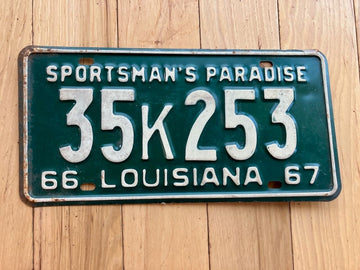 SPORTSMAN'S PARADISE
35K253
66 LOUISIANA 67